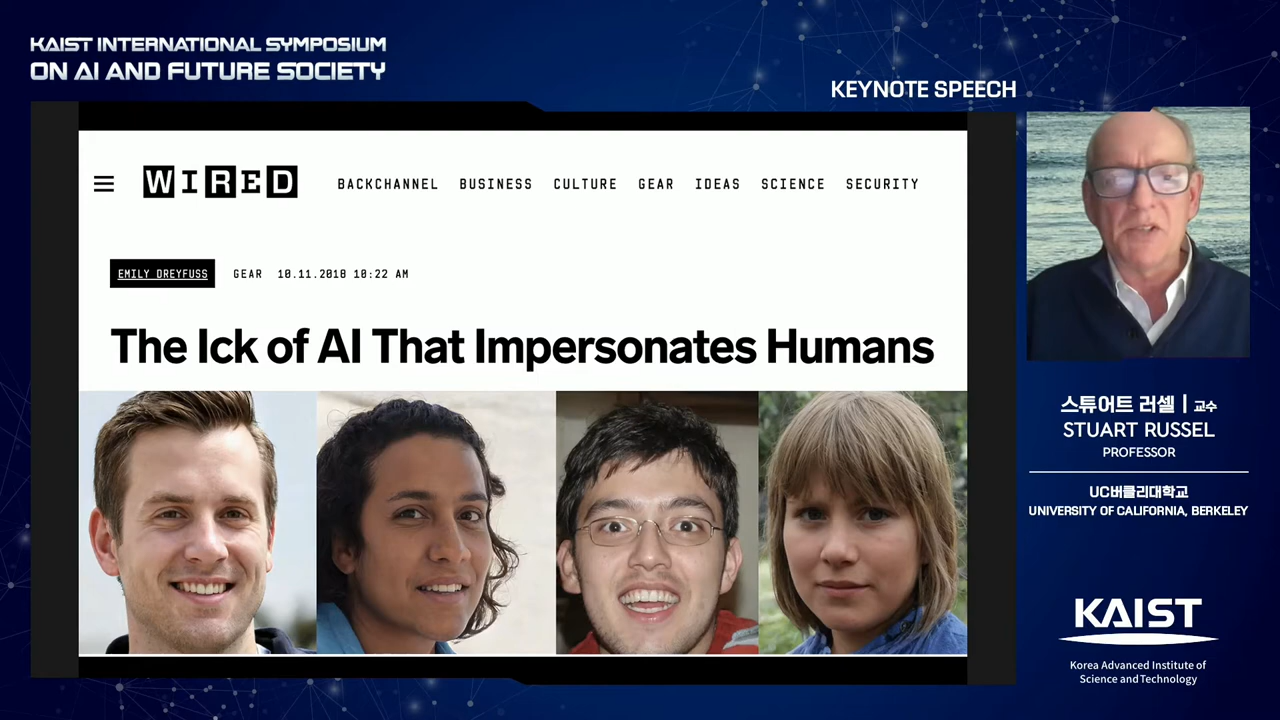 KAIST INTERNATIONAL SYMPOSIUM
ON AI AND FUTURE SOCIETY
KEYNOTE SPEECH
WIRED
BACKCHANNEL BUSINESS CULTURE GEAR IDEAS SCIENCE SECURITY
EMILY DREYFUSS GEAR 10.11.2018 10:22 AM
The Ick of AI That Impersonates Humans
스튜어트 러셀 | 교수
STUART RUSSEL
PROFESSOR
UC버클리대학교
UNIVERSITY OF CALIFORNIA, BERKELEY
KAIST
Korea Advanced Institute of
Science and Technology